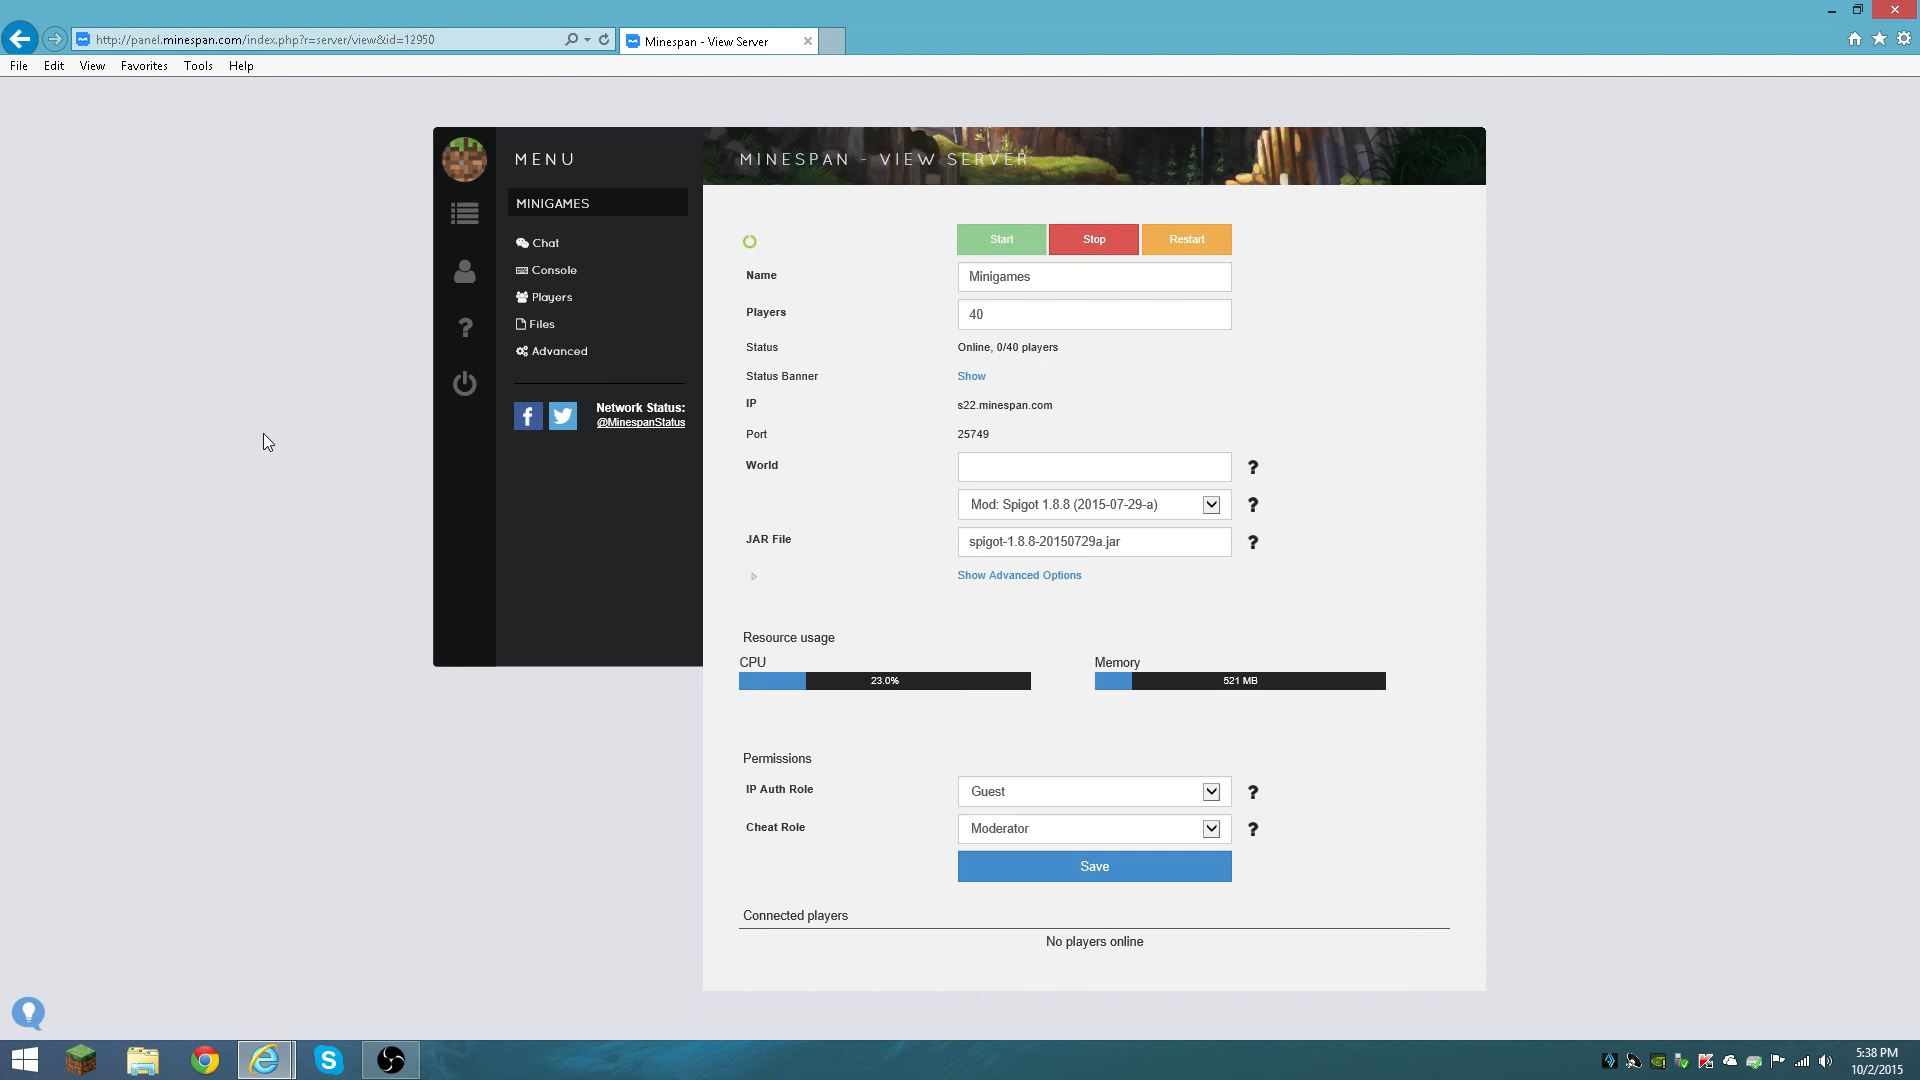 http://panel.minespan.com/index.php?r=server/view&id=12950
Minespan - View Server
File Edit View Favorites Tools Help
MENU
MINESPAN - VIEW SERVER
MINIGAMES
Chat
Console
Players
Files
Advanced
Network Status:
@MinespanStatus
Start Stop Restart
Name Minigames
Players 40
Status Online, 0/40 players
Status Banner Show
IP s22.minespan.com
Port 25749
World ?
Mod: Spigot 1.8.8 (2015-07-29-a) ?
JAR File spigot-1.8.8-20150729a.jar ?
Show Advanced Options
Resource usage
CPU Memory
23.0% 521 MB
Permissions
IP Auth Role Guest ?
Cheat Role Moderator ?
Save
Connected players
No players online
5:38 PM
10/2/2015